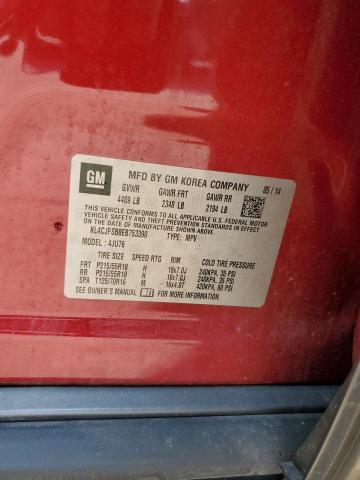 GM
MFD BY GM KOREA COMPANY 05 / 14
GVWR GAWR FRT GAWR RR
4409 LB 2348 LB 2194 LB
THIS VEHICLE CONFORMS TO ALL APPLICABLE U.S. FEDERAL MOTOR
VEHICLE SAFETY, BUMPER, AND THEFT PREVENTION STANDARDS IN EFFECT
ON THE DATE OF MANUFACTURE SHOWN ABOVE.
KL4CJFSB8EB753390 TYPE: MPV
MODEL: 4JU76
TIRE SIZE SPEED RTG RIM COLD TIRE PRESSURE
FRT P215/55R18 H 18x7.0J 240KPA, 35 PSI
RR P215/55R18 H 18x7.0J 240KPA, 35 PSI
SPA T125/70R16 M 16x4.0T 420KPA, 60 PSI
SEE OWNER'S MANUAL